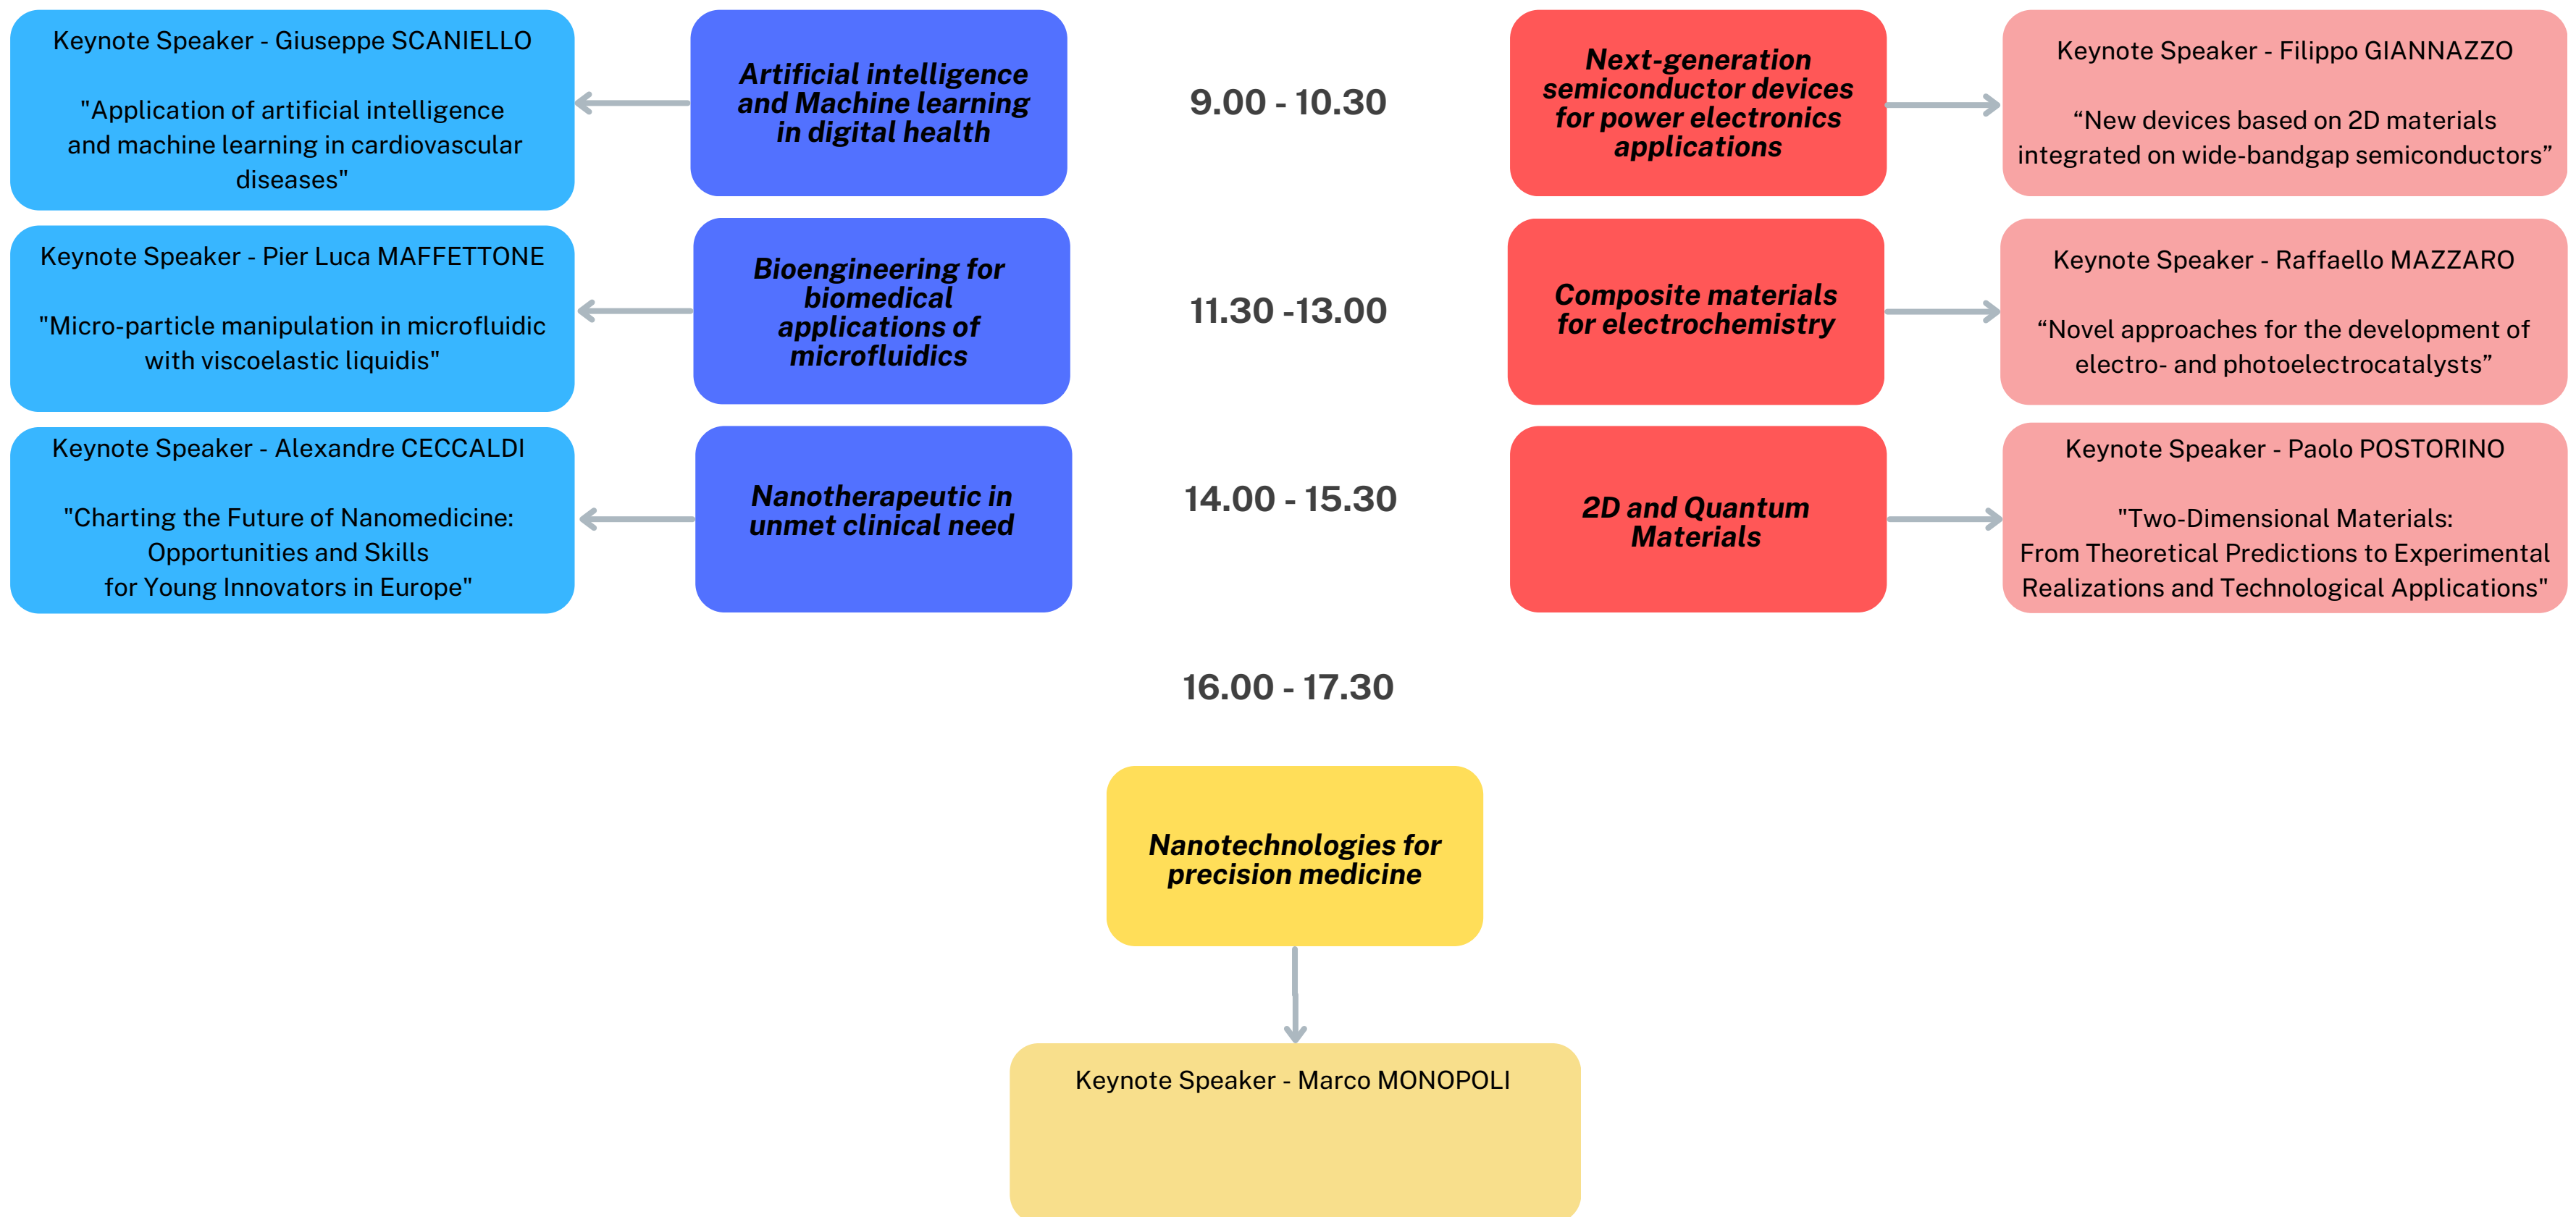 Keynote Speaker - Giuseppe SCANIELLO
"Application of artificial intelligence
and machine learning in cardiovascular
diseases"
Artificial intelligence
and Machine learning
in digital health
9.00 - 10.30
Next-generation
semiconductor devices
for power electronics
applications
Keynote Speaker - Filippo GIANNAZZO
“New devices based on 2D materials
integrated on wide-bandgap semiconductors”
Keynote Speaker - Pier Luca MAFFETTONE
"Micro-particle manipulation in microfluidic
with viscoelastic liquidis"
Bioengineering for
biomedical
applications of
microfluidics
11.30 -13.00
Composite materials
for electrochemistry
Keynote Speaker - Raffaello MAZZARO
“Novel approaches for the development of
electro- and photoelectrocatalysts”
Keynote Speaker - Alexandre CECCALDI
"Charting the Future of Nanomedicine:
Opportunities and Skills
for Young Innovators in Europe"
Nanotherapeutic in
unmet clinical need
14.00 - 15.30
2D and Quantum
Materials
Keynote Speaker - Paolo POSTORINO
"Two-Dimensional Materials:
From Theoretical Predictions to Experimental
Realizations and Technological Applications"
16.00 - 17.30
Nanotechnologies for
precision medicine
Keynote Speaker - Marco MONOPOLI